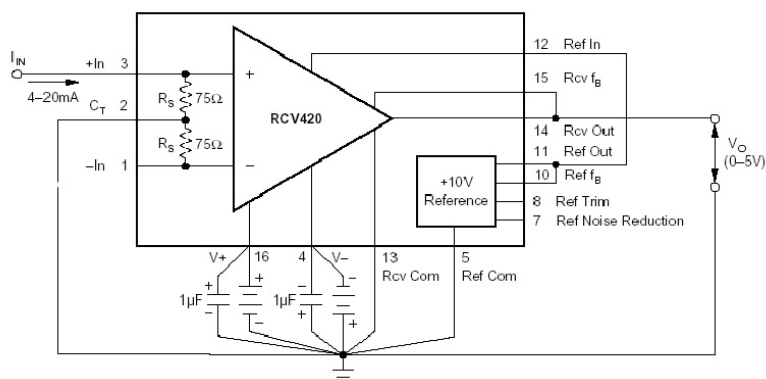 12 Ref In
I_IN
+In 3
15 Rcv f_B
4–20mA
R_S 75Ω
+
C_T 2
RCV420
R_S 75Ω
14 Rcv Out
V_O
(0–5V)
11 Ref Out
–In 1
–
+10V
Reference
10 Ref f_B
8 Ref Trim
7 Ref Noise Reduction
V+ 16
4 V–
13
Rcv Com
5
Ref Com
+ + – –
1µF 1µF
– – + +